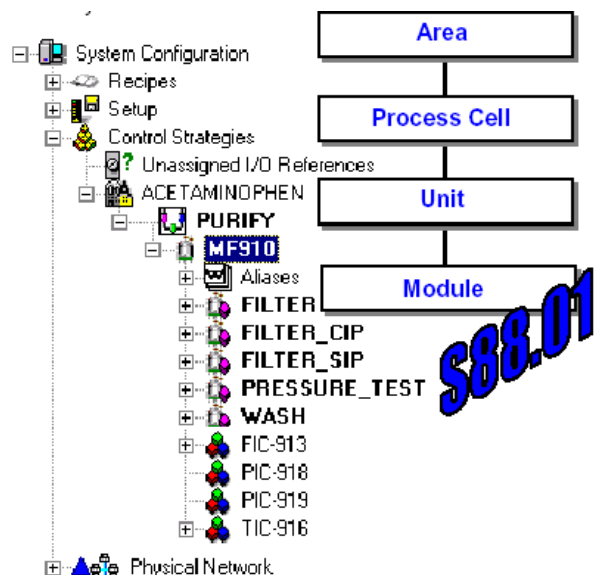 System Configuration
Recipes
Setup
Control Strategies
Unassigned I/O References
ACETAMINOPHEN
PURIFY
MF910
Aliases
FILTER
FILTER_CIP
FILTER_SIP
PRESSURE_TEST
WASH
FIC-913
PIC-918
PIC-919
TIC-916
Physical Network
Area
Process Cell
Unit
Module
S88.01